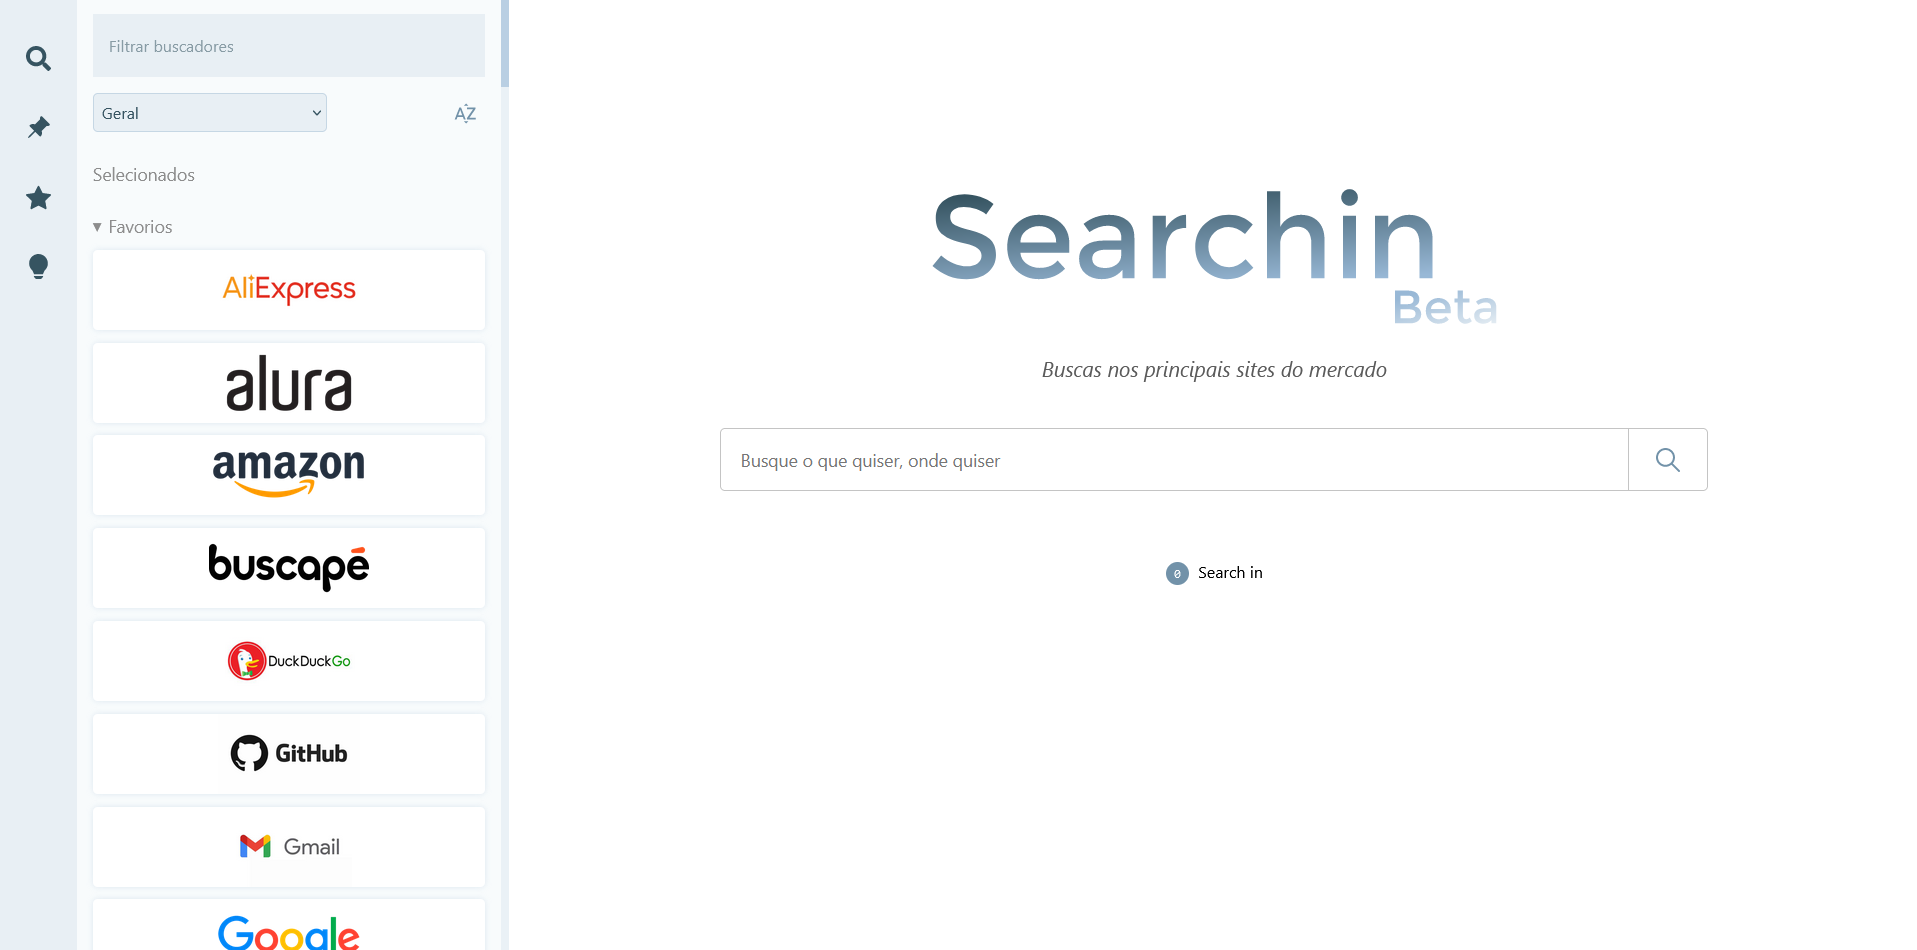 Filtrar buscadores
Geral
AZ
Selecionados
▾ Favorios
AliExpress
alura
amazon
buscapé
DuckDuckGo
GitHub
Gmail
Google
Searchin
Beta
Buscas nos principais sites do mercado
Busque o que quiser, onde quiser
0 Search in